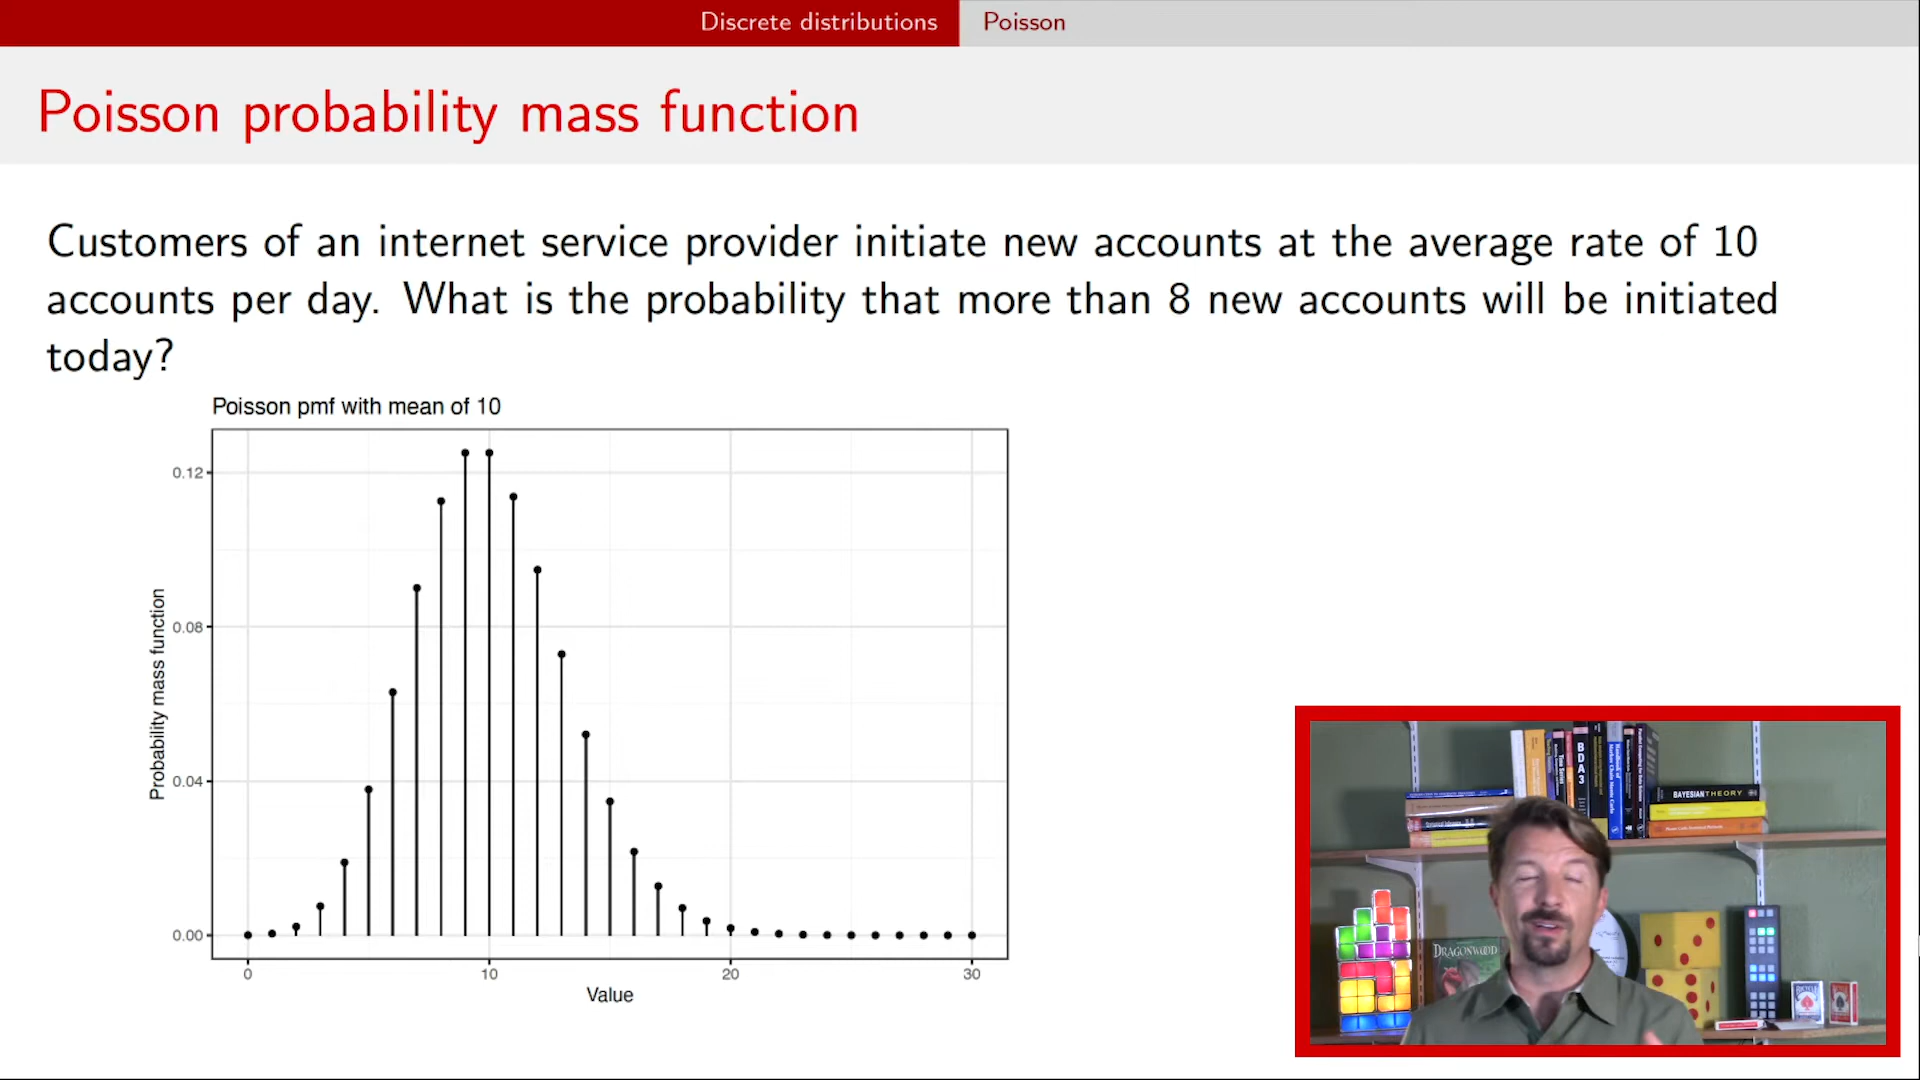 Discrete distributions Poisson
Poisson probability mass function
Customers of an internet service provider initiate new accounts at the average rate of 10
accounts per day. What is the probability that more than 8 new accounts will be initiated
today?
Poisson pmf with mean of 10
0.12
0.08
0.04
0.00
Probability mass function
0 10 20 30
Value
BDA3
BAYESIAN THEORY
DRAGONWOOD